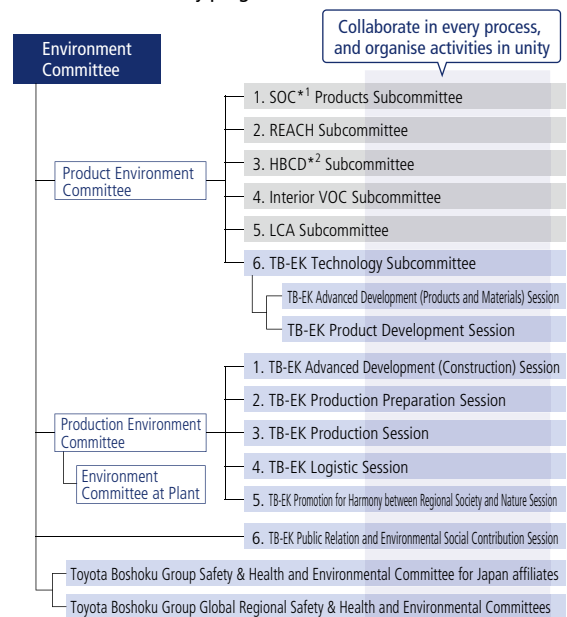 Collaborate in every process,
and organise activities in unity
Environment
Committee
Product Environment
Committee
1. SOC*1 Products Subcommittee
2. REACH Subcommittee
3. HBCD*2 Subcommittee
4. Interior VOC Subcommittee
5. LCA Subcommittee
6. TB-EK Technology Subcommittee
TB-EK Advanced Development (Products and Materials) Session
TB-EK Product Development Session
Production Environment
Committee
Environment
Committee at Plant
1. TB-EK Advanced Development (Construction) Session
2. TB-EK Production Preparation Session
3. TB-EK Production Session
4. TB-EK Logistic Session
5. TB-EK Promotion for Harmony between Regional Society and Nature Session
6. TB-EK Public Relation and Environmental Social Contribution Session
Toyota Boshoku Group Safety & Health and Environmental Committee for Japan affiliates
Toyota Boshoku Group Global Regional Safety & Health and Environmental Committees